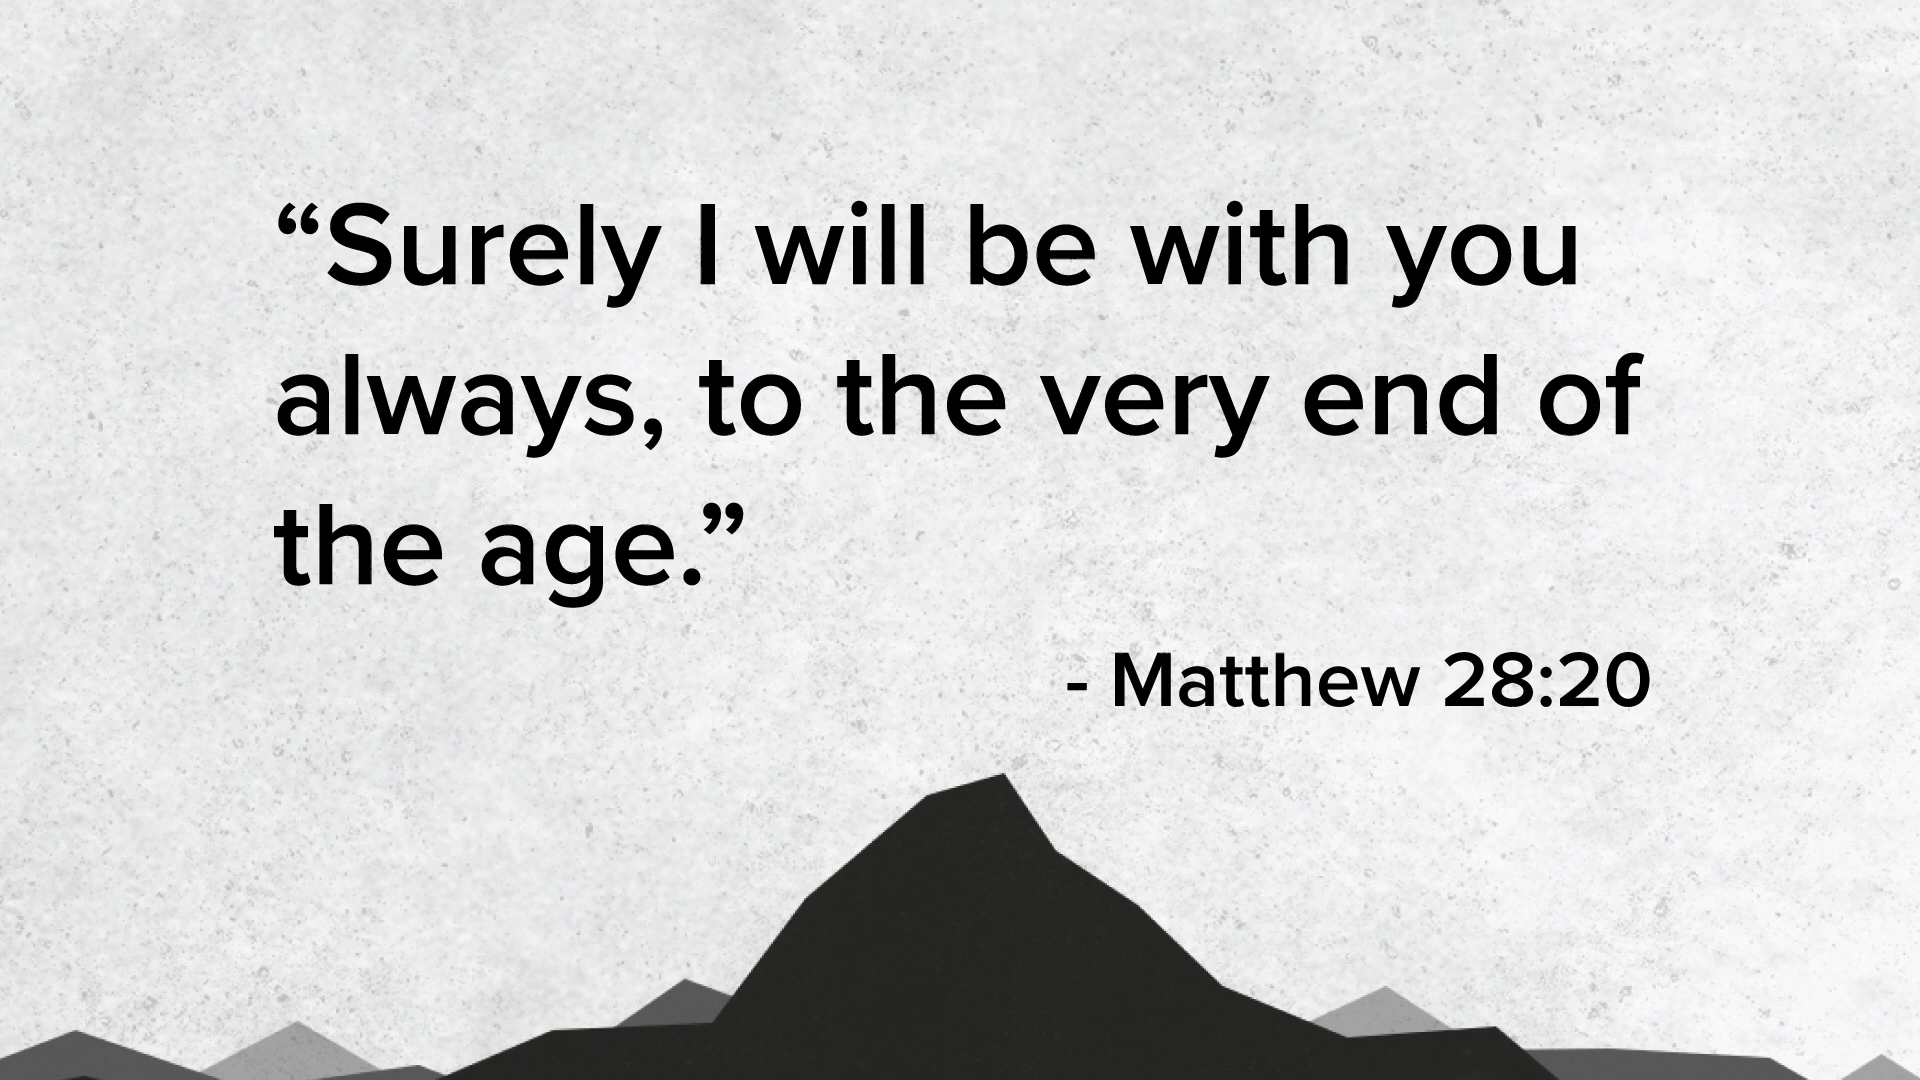 “Surely I will be with you
always, to the very end of
the age.”
- Matthew 28:20